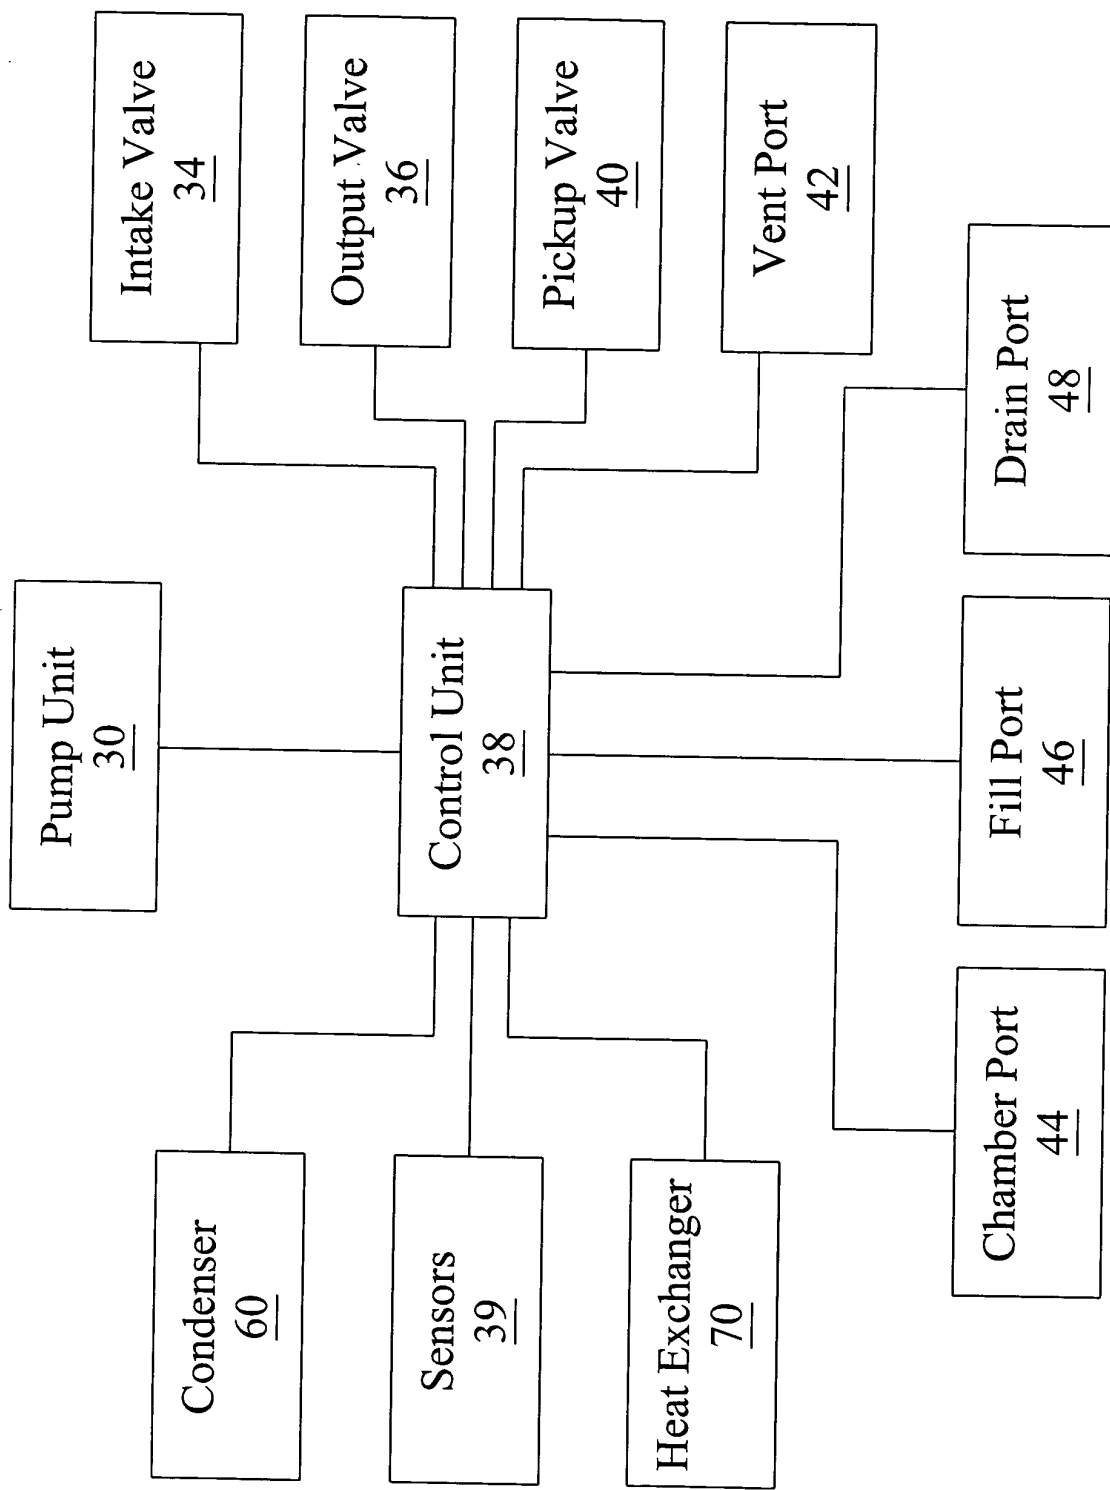 Pump Unit
30
Condenser
60
Intake Valve
34
Sensors
39
Control Unit
38
Output Valve
36
Heat Exchanger
70
Pickup Valve
40
Vent Port
42
Chamber Port
44
Fill Port
46
Drain Port
48